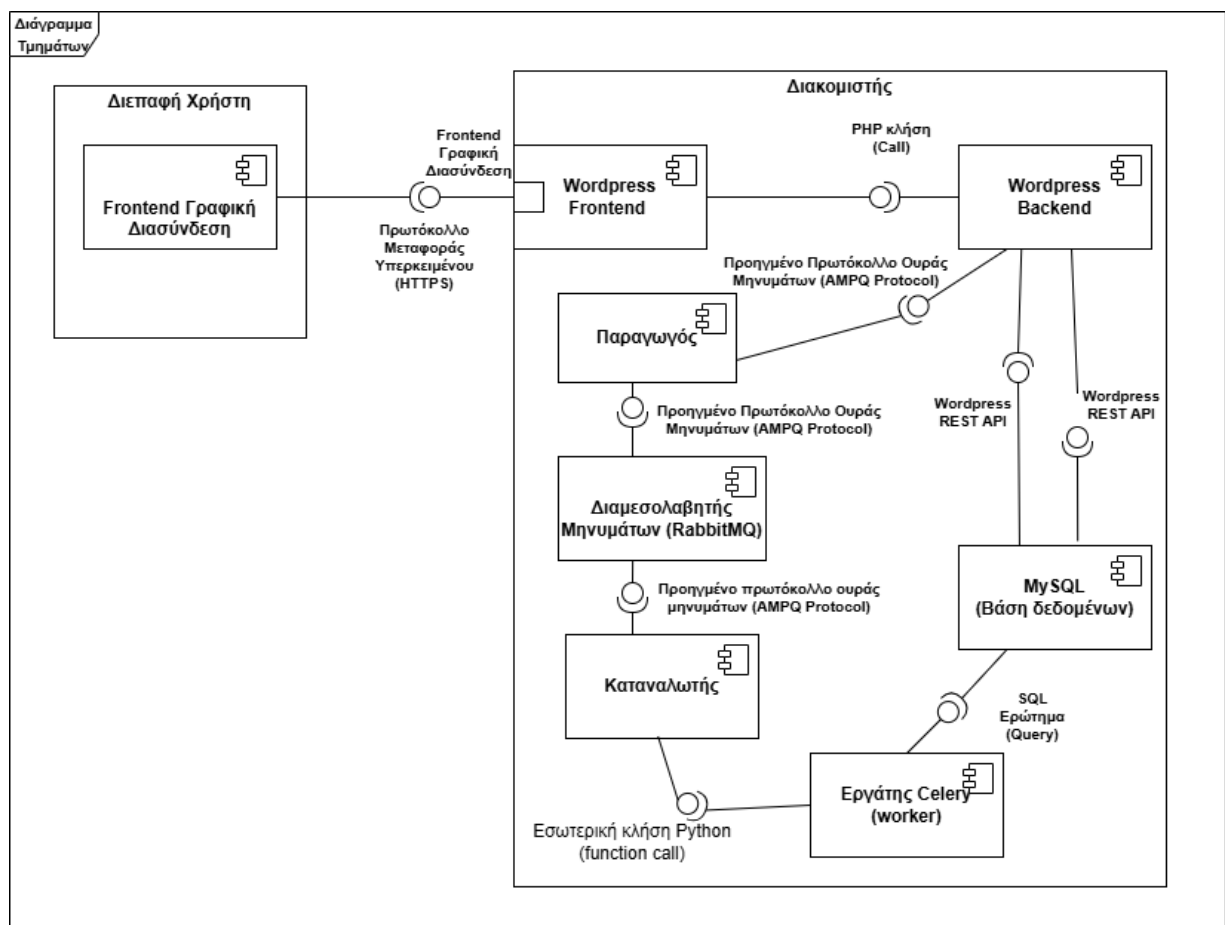 Διάγραμμα
Τμημάτων
Διεπαφή Χρήστη
Frontend Γραφική
Διασύνδεση
Frontend
Γραφική
Διασύνδεση
Πρωτόκολλο
Μεταφοράς
Υπερκειμένου
(HTTPS)
Διακομιστής
Wordpress
Frontend
PHP κλήση
(Call)
Wordpress
Backend
Προηγμένο Πρωτόκολλο Ουράς
Μηνυμάτων (AMPQ Protocol)
Παραγωγός
Προηγμένο Πρωτόκολλο Ουράς
Μηνυμάτων (AMPQ Protocol)
Wordpress
REST API
Wordpress
REST API
Διαμεσολαβητής
Μηνυμάτων (RabbitMQ)
Προηγμένο πρωτόκολλο ουράς
μηνυμάτων (AMPQ Protocol)
MySQL
(Βάση δεδομένων)
Καταναλωτής
SQL
Ερώτημα
(Query)
Εργάτης Celery
(worker)
Εσωτερική κλήση Python
(function call)